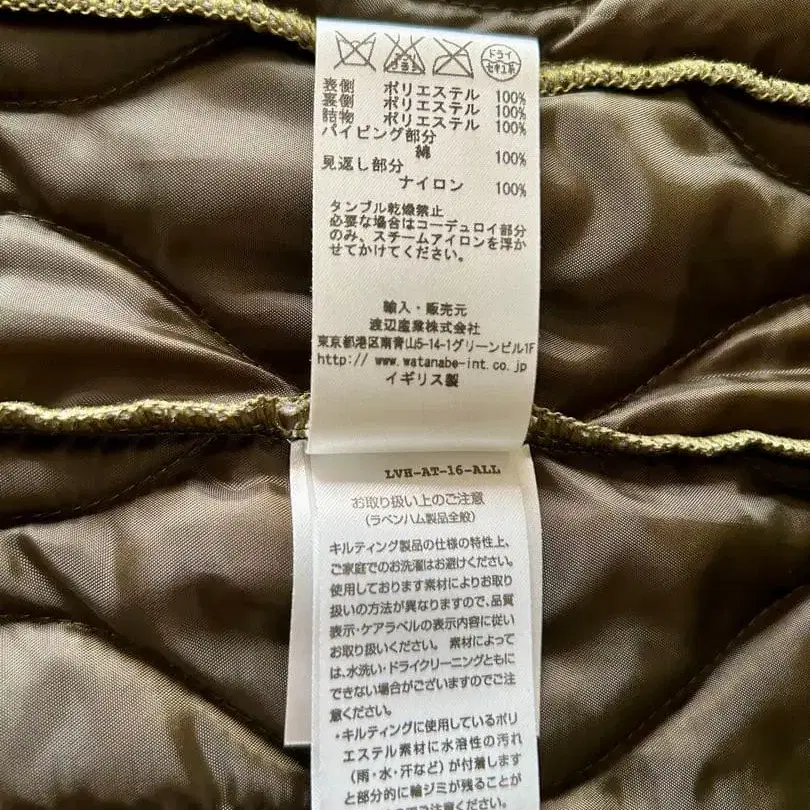 ドライ
セキユ系
表側 ポリエステル 100%
裏側 ポリエステル 100%
詰物 ポリエステル 100%
パイピング部分
綿 100%
見返し部分
ナイロン 100%
タンブル乾燥禁止
必要な場合はコーデュロイ部分
のみ、スチームアイロンを浮か
せてかけてください。
輸入・販売元
渡辺産業株式会社
東京都港区南青山5-14-1グリーンビル1F
http://www.watanabe-int.co.jp
イギリス製
LVH-AT-16-ALL
お取り扱い上のご注意
(ラベンハム製品全般)
キルティング製品の仕様の特性上、
ご家庭でのお洗濯はお避けください。
使用しております素材によりお取り
扱いの方法が異なりますので、品質
表示・ケアラベルの表示内容に従い
お取り扱いください。 素材によって
は、水洗い・ドライクリーニングともに
できない場合がございますのでご注
意ください。
・キルティングに使用しているポリ
エステル素材に水溶性の汚れ
(雨・水・汗など)が付着します
と部分的に輪ジミが残ることが